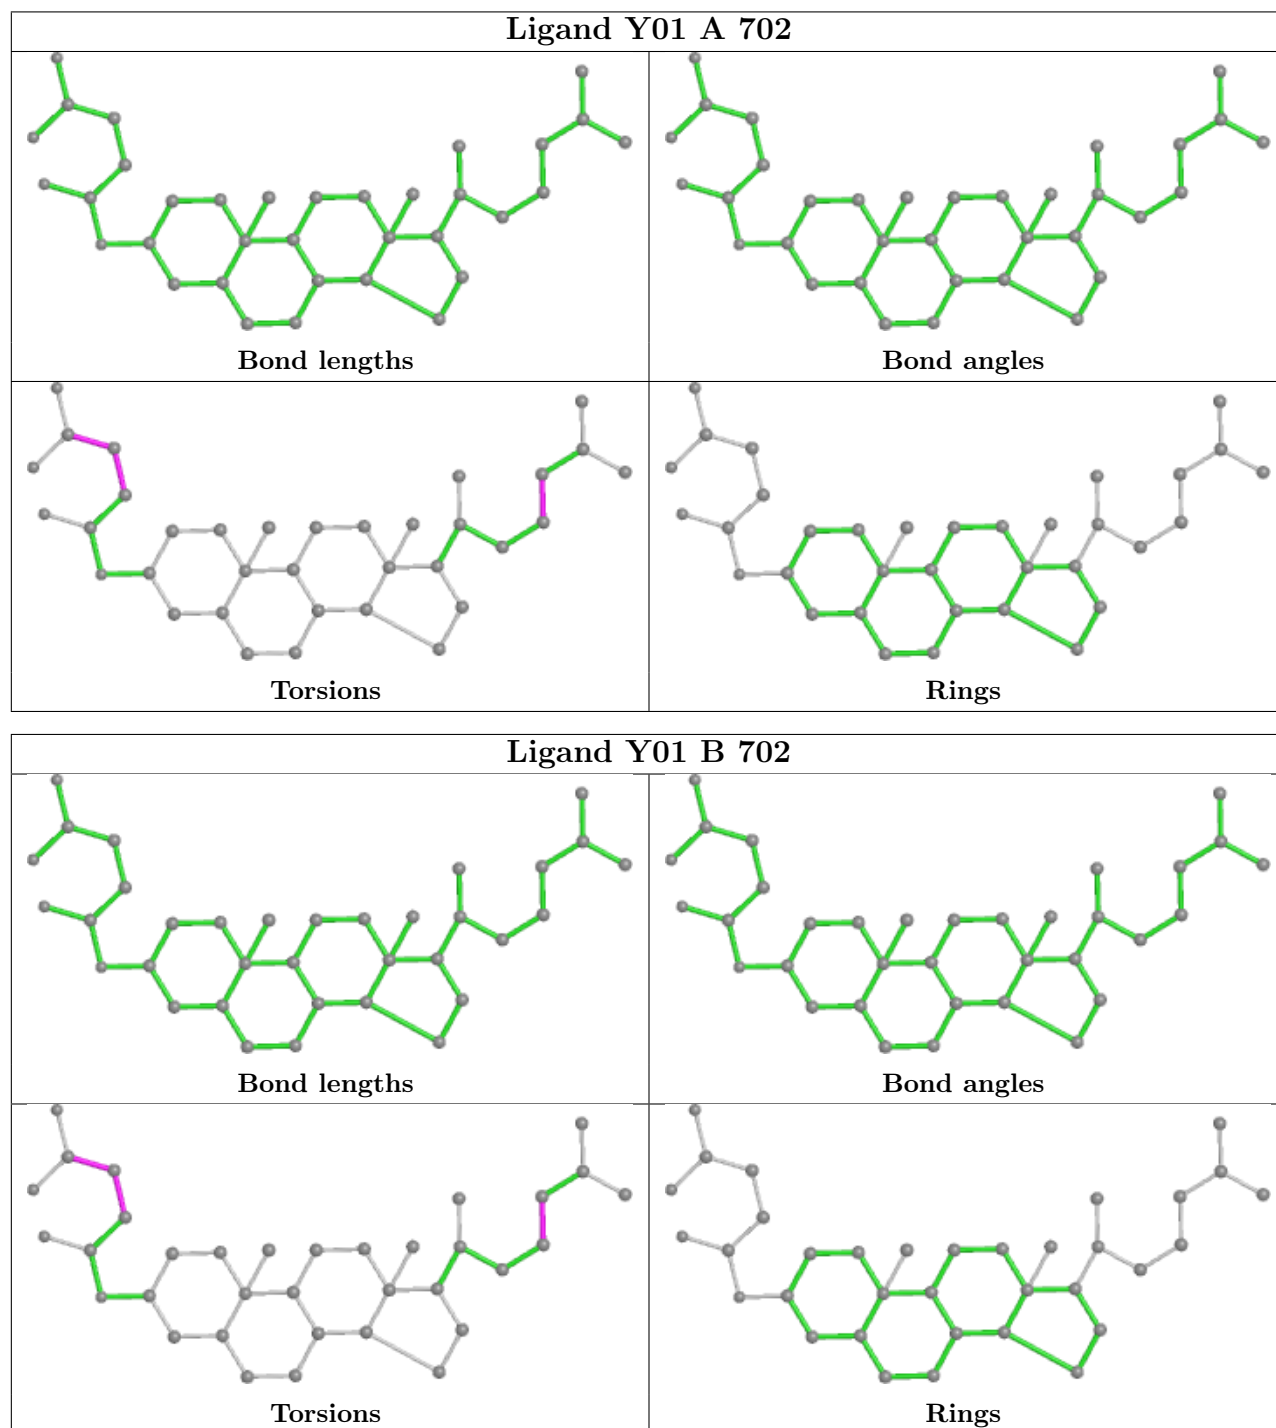 Ligand Y01 A 702
Bond lengths
Bond angles
Torsions
Rings
Ligand Y01 B 702
Bond lengths
Bond angles
Torsions
Rings